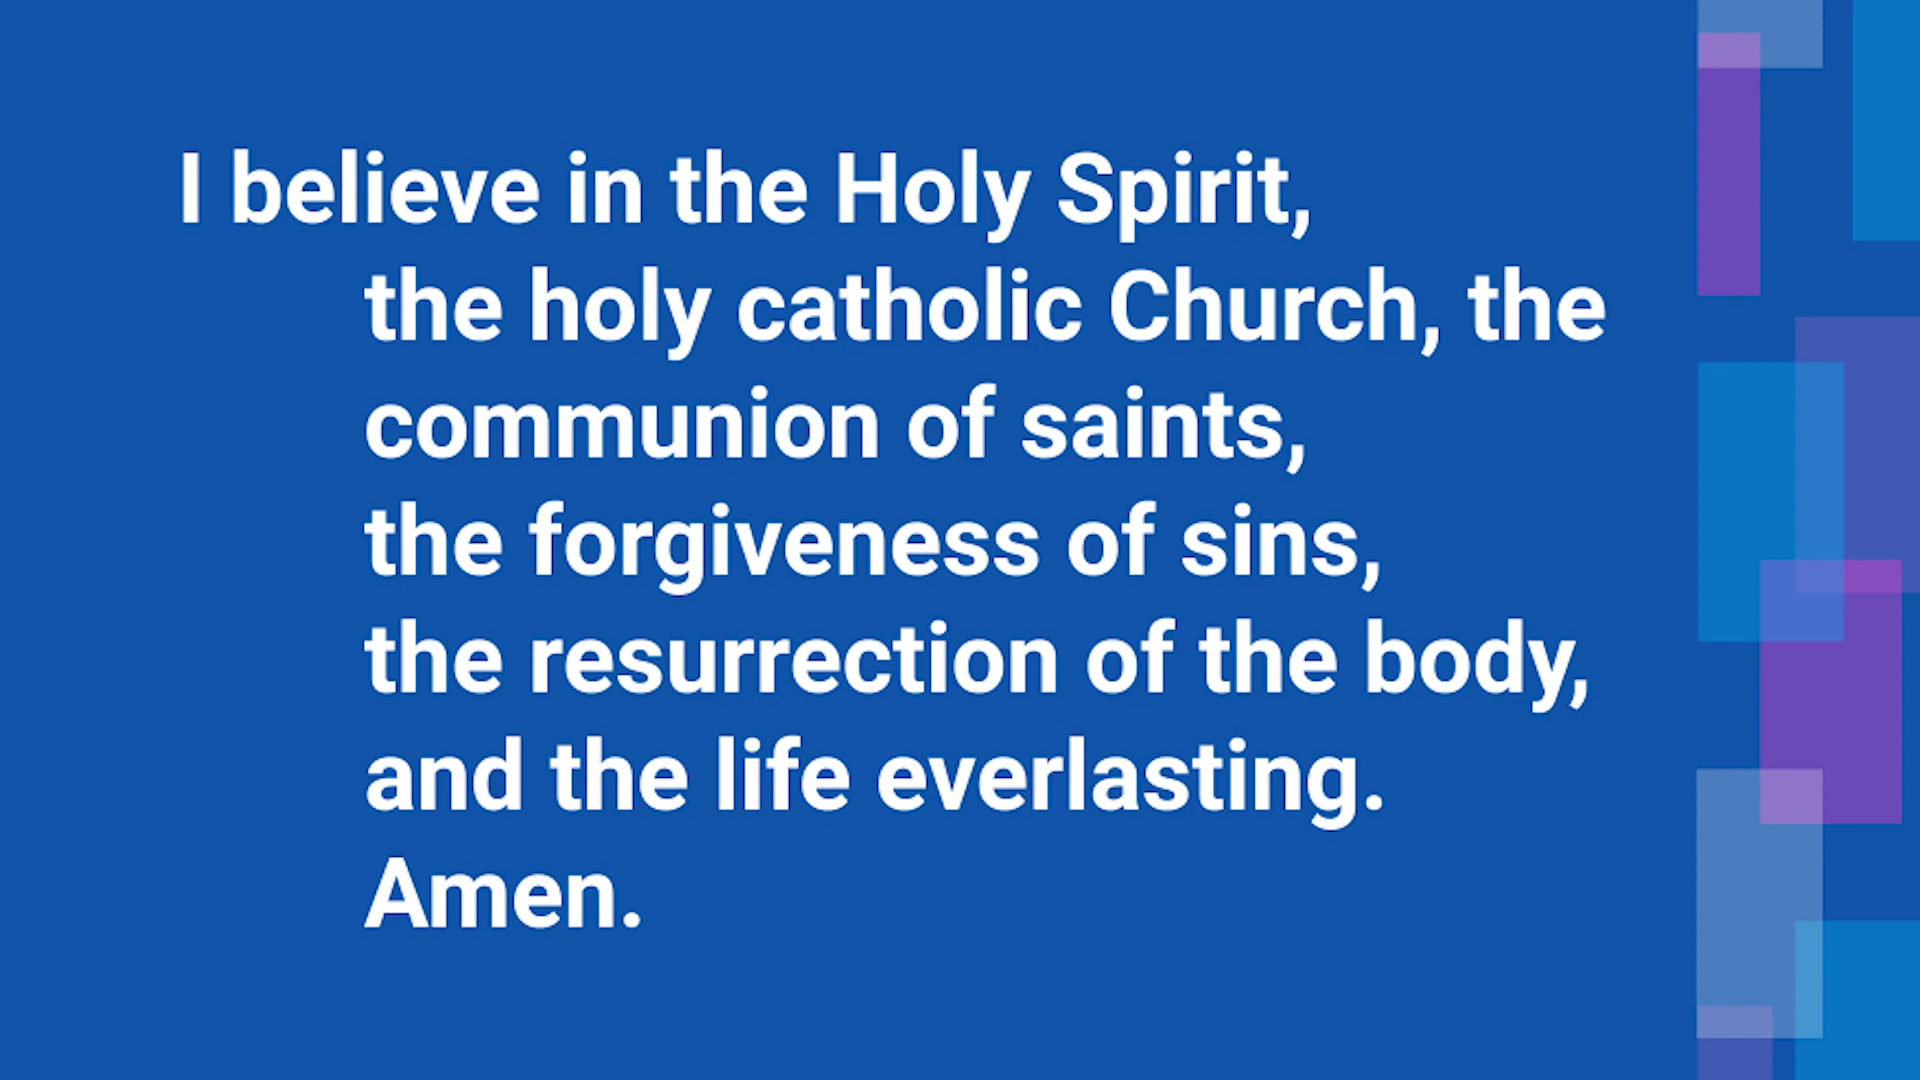 I believe in the Holy Spirit,
the holy catholic Church, the
communion of saints,
the forgiveness of sins,
the resurrection of the body,
and the life everlasting.
Amen.